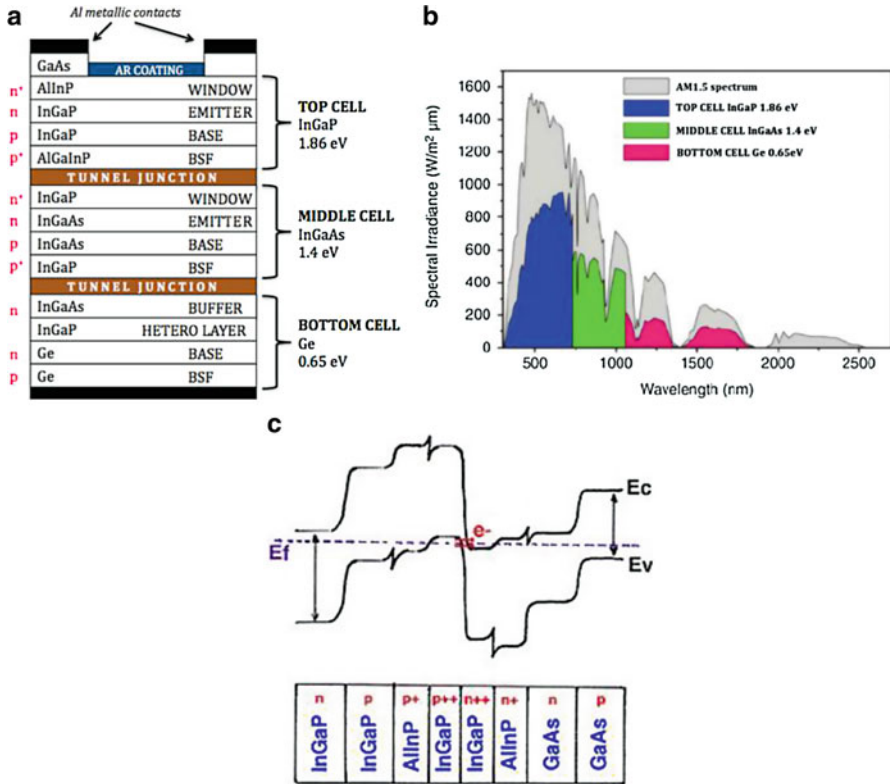 a
Al metallic contacts
GaAs
AR COATING
n+ AlInP WINDOW
n InGaP EMITTER
p InGaP BASE
p+ AlGaInP BSF
TOP CELL
InGaP
1.86 eV
TUNNEL JUNCTION
n+ InGaP WINDOW
n InGaAs EMITTER
p InGaAs BASE
p+ InGaP BSF
MIDDLE CELL
InGaAs
1.4 eV
TUNNEL JUNCTION
n InGaAs BUFFER
InGaP HETERO LAYER
n Ge BASE
p Ge BSF
BOTTOM CELL
Ge
0.65 eV
b
Spectral Irradiance (W/m² µm)
1600
1400
1200
1000
800
600
400
200
0
AM1.5 spectrum
TOP CELL InGaP 1.86 eV
MIDDLE CELL InGaAs 1.4 eV
BOTTOM CELL Ge 0.65eV
500 1000 1500 2000 2500
Wavelength (nm)
c
Ef
e-
Ec
Ev
n p p+ p++ n++ n+ n p
InGaP InGaP AlInP InGaP InGaP AlInP GaAs GaAs